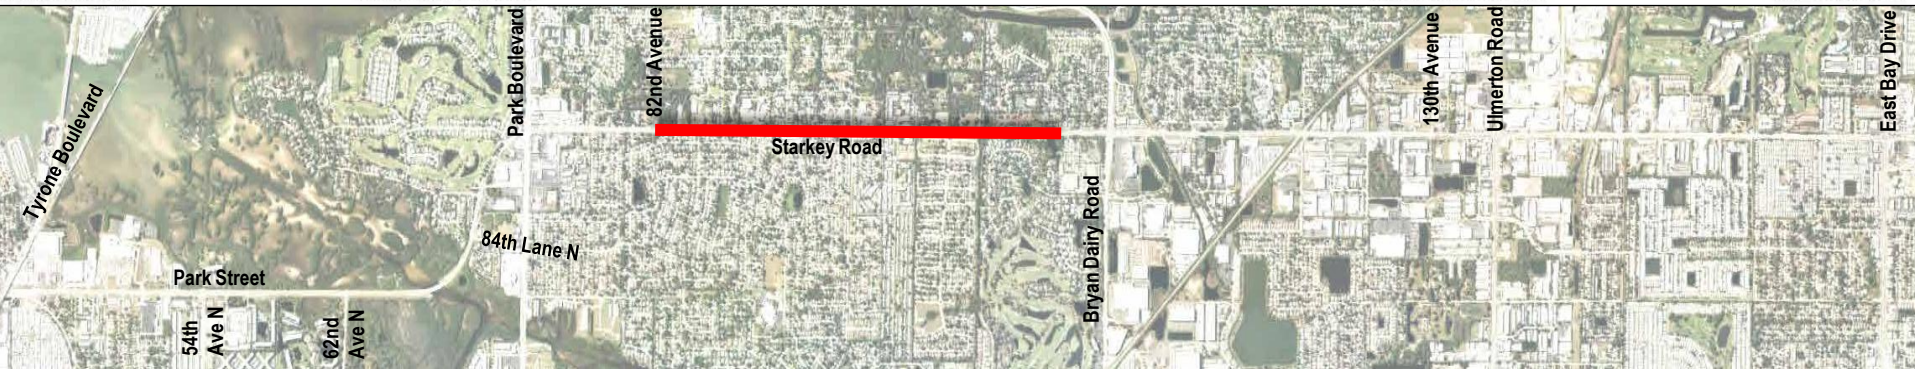 Tyrone Boulevard
Park Boulevard
82nd Avenue
Starkey Road
130th Avenue
Ulmerton Road
East Bay Drive
Bryan Dairy Road
84th Lane N
Park Street
54th
Ave N
62nd
Ave N